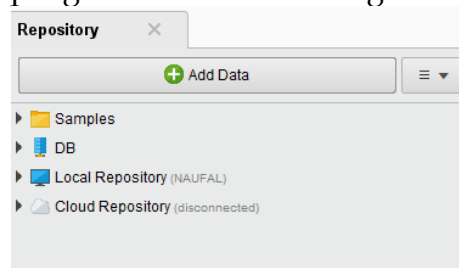 Repository
Add Data
Samples
DB
Local Repository (NAUFAL)
Cloud Repository (disconnected)